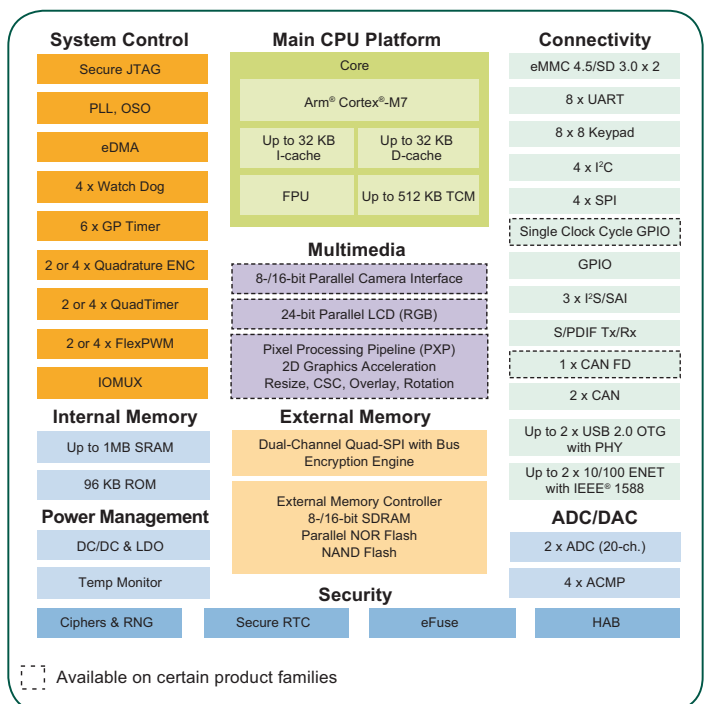 System Control
Secure JTAG
PLL, OSO
eDMA
4 x Watch Dog
6 x GP Timer
2 or 4 x Quadrature ENC
2 or 4 x QuadTimer
2 or 4 x FlexPWM
IOMUX
Internal Memory
Up to 1MB SRAM
96 KB ROM
Power Management
DC/DC & LDO
Temp Monitor
Main CPU Platform
Core
Arm® Cortex®-M7
Up to 32 KB
I-cache
Up to 32 KB
D-cache
FPU
Up to 512 KB TCM
Multimedia
8-/16-bit Parallel Camera Interface
24-bit Parallel LCD (RGB)
Pixel Processing Pipeline (PXP)
2D Graphics Acceleration
Resize, CSC, Overlay, Rotation
External Memory
Dual-Channel Quad-SPI with Bus
Encryption Engine
External Memory Controller
8-/16-bit SDRAM
Parallel NOR Flash
NAND Flash
Connectivity
eMMC 4.5/SD 3.0 x 2
8 x UART
8 x 8 Keypad
4 x I²C
4 x SPI
Single Clock Cycle GPIO
GPIO
3 x I²S/SAI
S/PDIF Tx/Rx
1 x CAN FD
2 x CAN
Up to 2 x USB 2.0 OTG
with PHY
Up to 2 x 10/100 ENET
with IEEE® 1588
ADC/DAC
2 x ADC (20-ch.)
4 x ACMP
Security
Ciphers & RNG
Secure RTC
eFuse
HAB
Available on certain product families